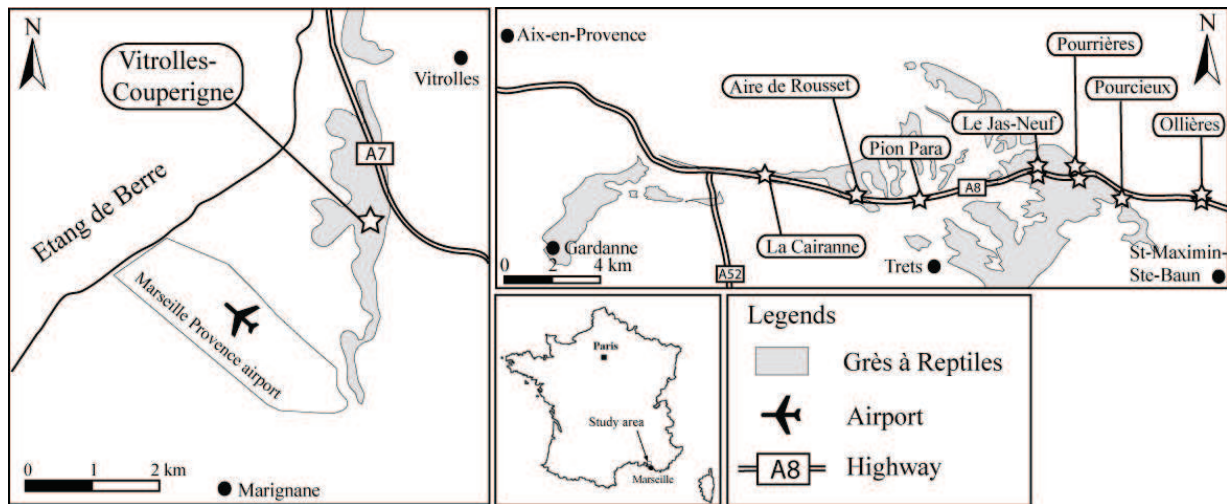 N
Vitrolles-
Couperigne
Vitrolles
A7
Etang de Berre
Marseille Provence airport
0 1 2 km
Marignane
Aix-en-Provence
N
Pourrières
Aire de Rousset
Pourcieux
Le Jas-Neuf
Ollières
Pion Para
A8
Gardanne
La Cairanne
0 2 4 km
A52
Trets
St-Maximin-
Ste-Baun
Paris
Study area
Marseille
Legends
Grès à Reptiles
Airport
A8 Highway